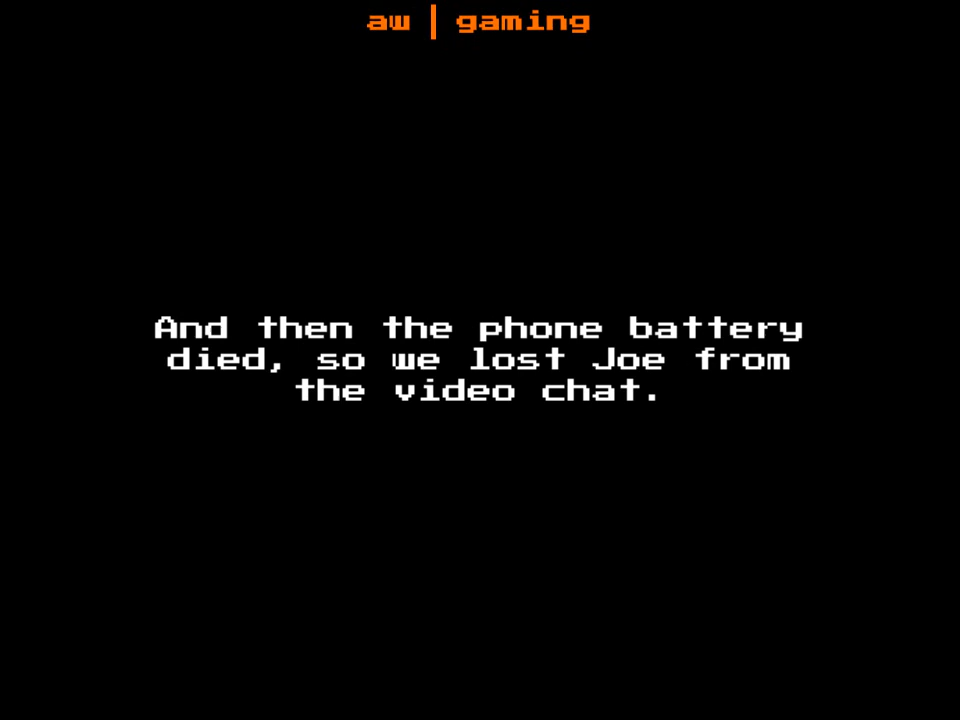 aw | gaming
And then the phone battery
died, so we lost Joe from
the video chat.